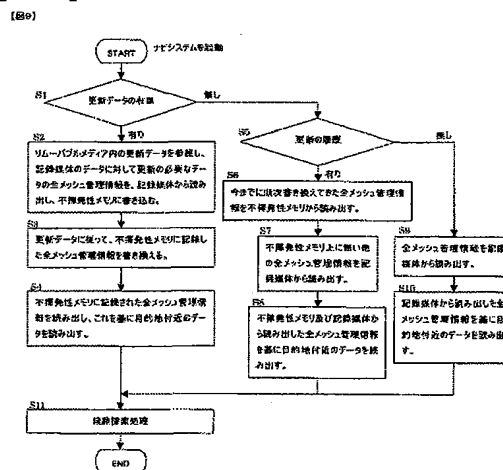 【図9】
START
ナビシステムを起動
S1
更新データの有無
無し
有り
S2
リムーバブルメディア内の更新データを参照し、
記録媒体のデータに対して更新の必要なデー
タの全メッシュ管理情報を、記録媒体から読み
出し、不揮発性メモリに書き込む。
S3
更新データに従って、不揮発性メモリに記録し
た全メッシュ管理情報を書き換える。
S4
不揮発性メモリに記録された全メッシュ管理情
報を読み出し、これを基に目的地付近のデー
タを読み出す。
S5
更新の履歴
無し
有り
S6
今までに順次書き換えてきた全メッシュ管理情
報を不揮発性メモリから読み出す。
S7
不揮発性メモリ上に無い他
の全メッシュ管理情報を記
録媒体から読み出す。
S8
不揮発性メモリ及び記録媒体か
ら読み出した全メッシュ管理情報
を基に目的地付近のデータを読
み出す。
S9
全メッシュ管理情報を記録
媒体から読み出す。
S10
記録媒体から読み出した全
メッシュ管理情報を基に目
的地付近のデータを読み出
す。
S11
経路探索処理
END